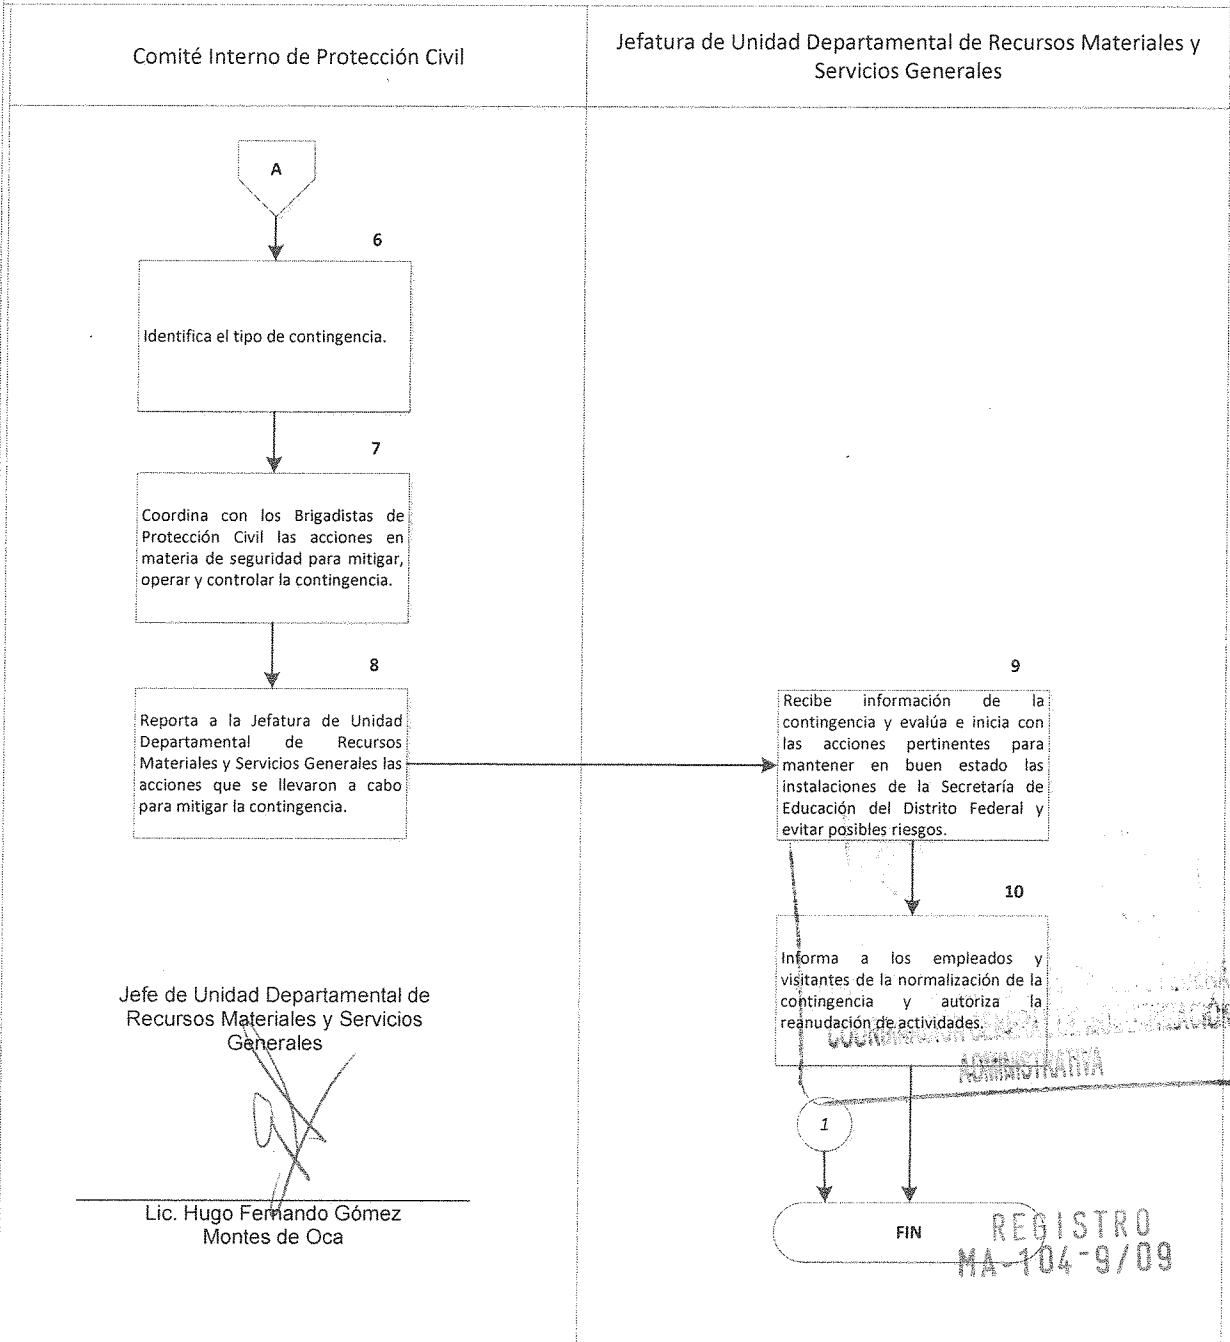 Comité Interno de Protección Civil
Jefatura de Unidad Departamental de Recursos Materiales y
Servicios Generales
A
6
Identifica el tipo de contingencia.
7
Coordina con los Brigadistas de
Protección Civil las acciones en
materia de seguridad para mitigar,
operar y controlar la contingencia.
8
Reporta a la Jefatura de Unidad
Departamental de Recursos
Materiales y Servicios Generales las
acciones que se llevaron a cabo
para mitigar la contingencia.
9
Recibe información de la
contingencia y evalúa e inicia con
las acciones pertinentes para
mantener en buen estado las
instalaciones de la Secretaría de
Educación del Distrito Federal y
evitar posibles riesgos.
10
Informa a los empleados y
visitantes de la normalización de la
contingencia y autoriza la
reanudación de actividades.
ADMINISTRATIVA
1
FIN
REGISTRO
MA-104-9/09
Jefe de Unidad Departamental de
Recursos Materiales y Servicios
Generales
Lic. Hugo Fernando Gómez
Montes de Oca